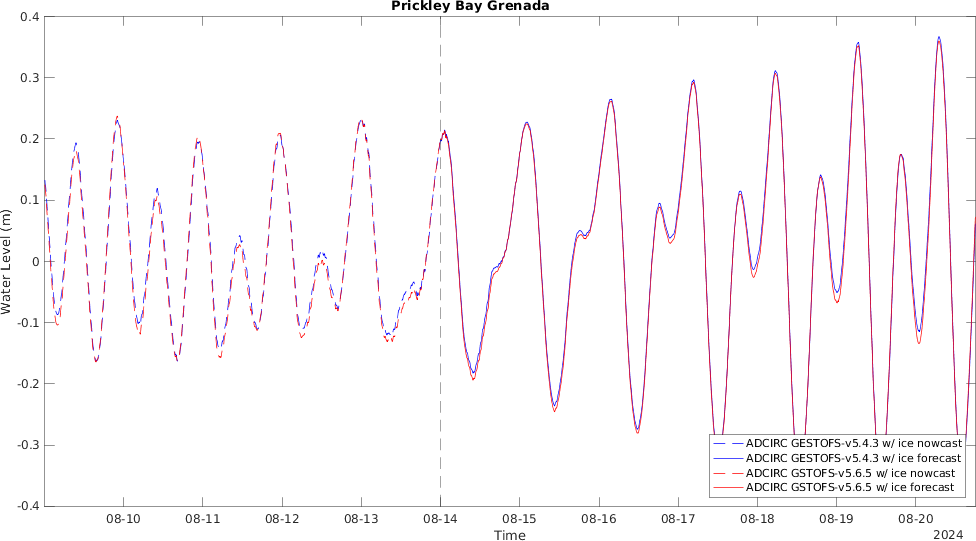 Prickley Bay Grenada
0.4
0.3
0.2
0.1
0
-0.1
-0.2
-0.3
-0.4
Water Level (m)
ADCIRC GESTOFS-v5.4.3 w/ ice nowcast
ADCIRC GESTOFS-v5.4.3 w/ ice forecast
ADCIRC GSTOFS-v5.6.5 w/ ice nowcast
ADCIRC GSTOFS-v5.6.5 w/ ice forecast
08-10 08-11 08-12 08-13 08-14 08-15 08-16 08-17 08-18 08-19 08-20
Time
2024